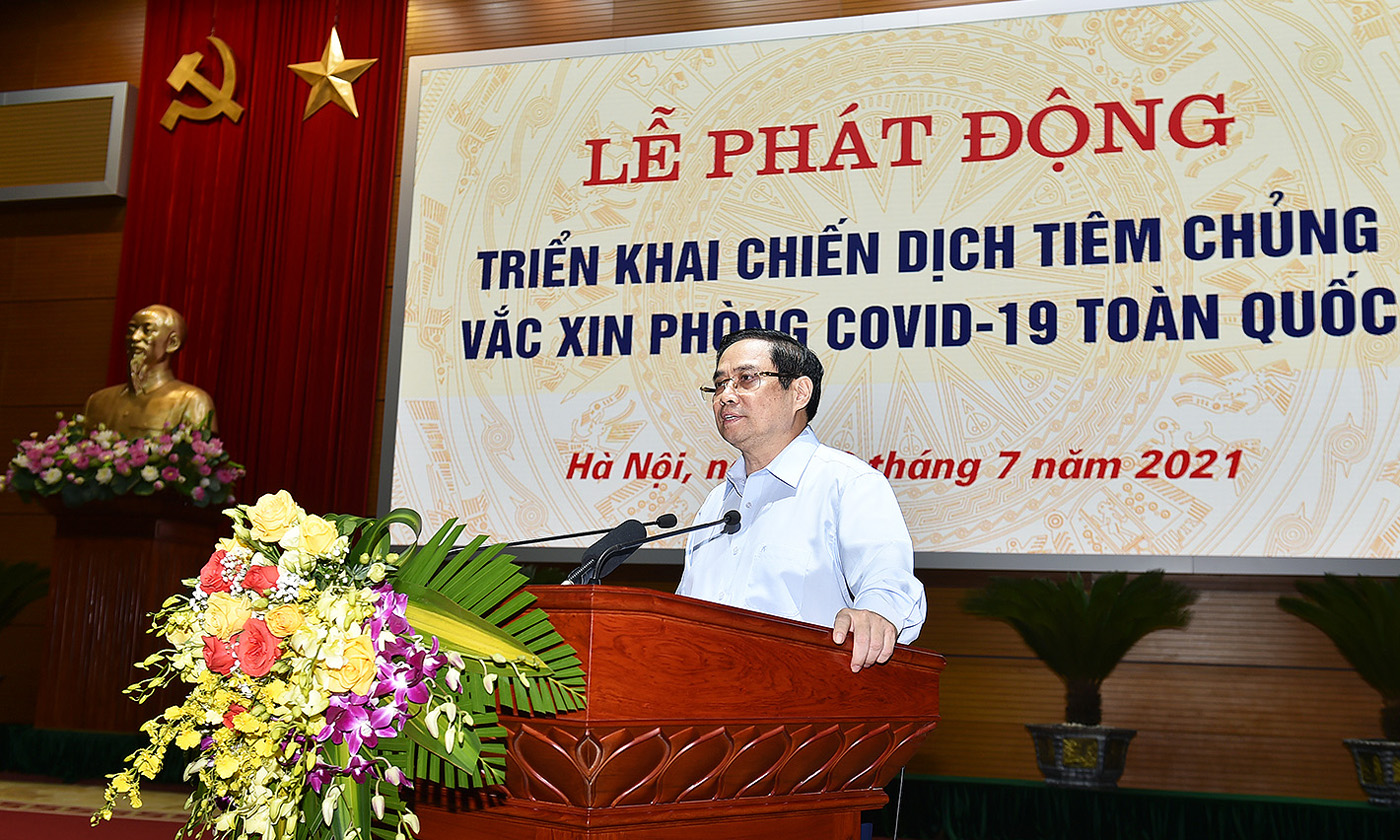 LỄ PHÁT ĐỘNG
TRIỂN KHAI CHIẾN DỊCH TIÊM CHỦNG
VẮC XIN PHÒNG COVID-19 TOÀN QUỐC
Hà Nội, tháng 7 năm 2021